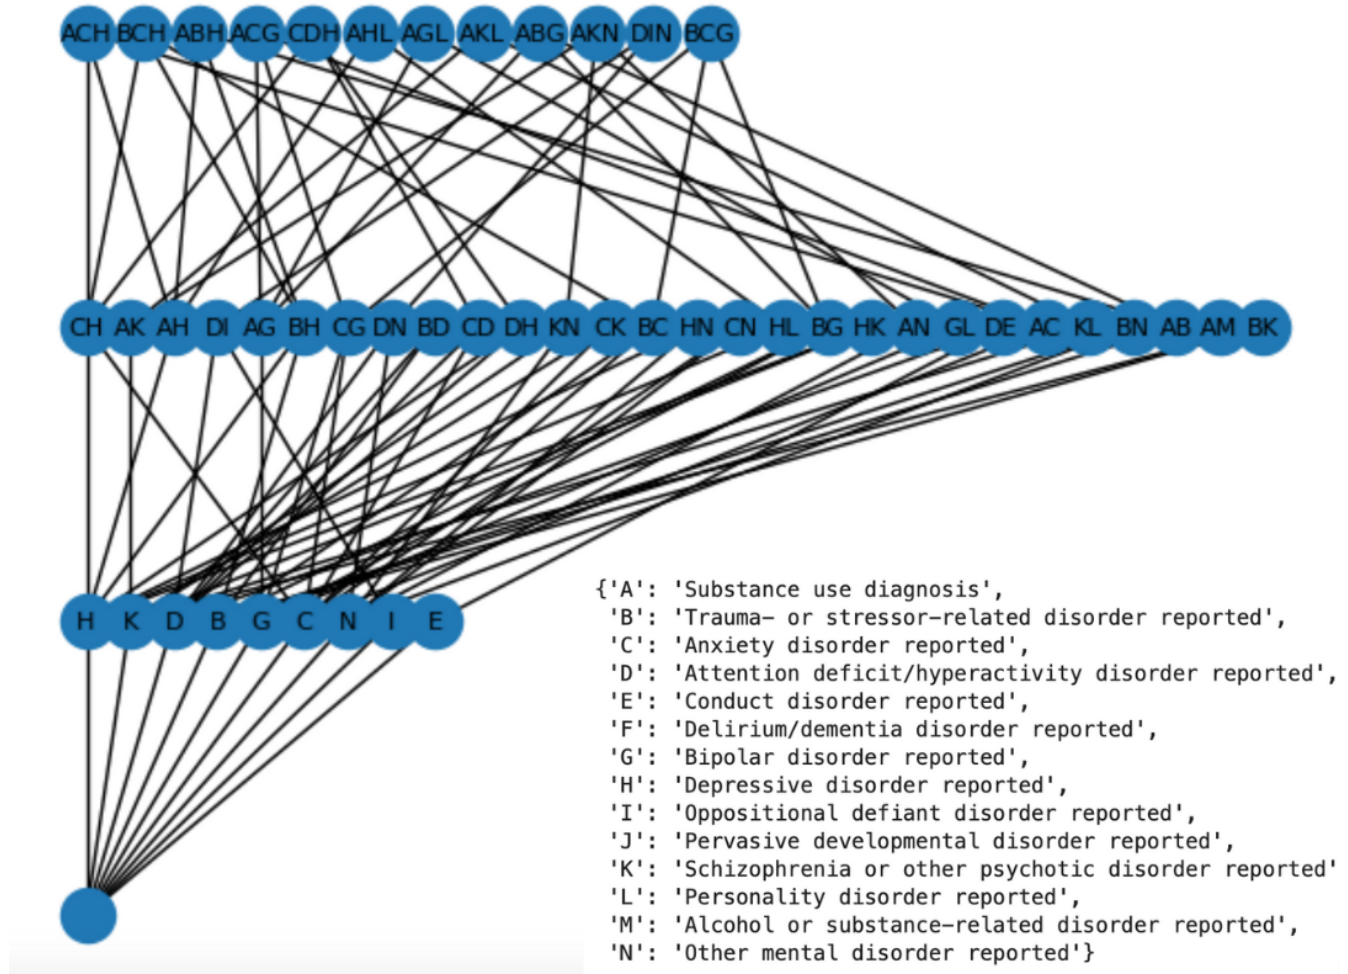 ACH BCH ABH ACG CDH AHL AGL AKL ABG AKN DIN BCG
CH AK AH DI AG BH CG DN BD CD DH KN CK BC HN CN HL BG HK AN GL DE AC KL BN AB AM BK
H K D B G C N I E
{'A': 'Substance use diagnosis',
'B': 'Trauma- or stressor-related disorder reported',
'C': 'Anxiety disorder reported',
'D': 'Attention deficit/hyperactivity disorder reported',
'E': 'Conduct disorder reported',
'F': 'Delirium/dementia disorder reported',
'G': 'Bipolar disorder reported',
'H': 'Depressive disorder reported',
'I': 'Oppositional defiant disorder reported',
'J': 'Pervasive developmental disorder reported',
'K': 'Schizophrenia or other psychotic disorder reported'
'L': 'Personality disorder reported',
'M': 'Alcohol or substance-related disorder reported',
'N': 'Other mental disorder reported'}